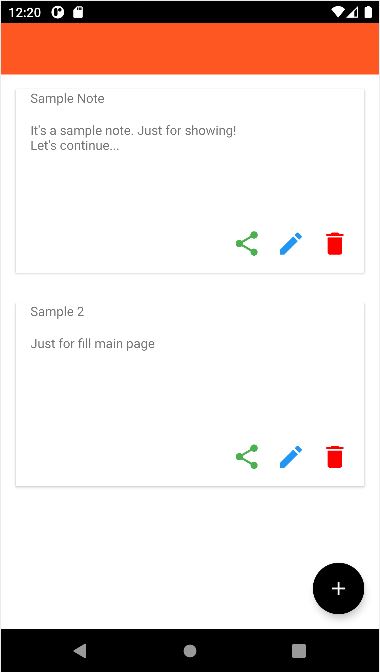 12:20
Sample Note
It's a sample note. Just for showing!
Let's continue...
Sample 2
Just for fill main page